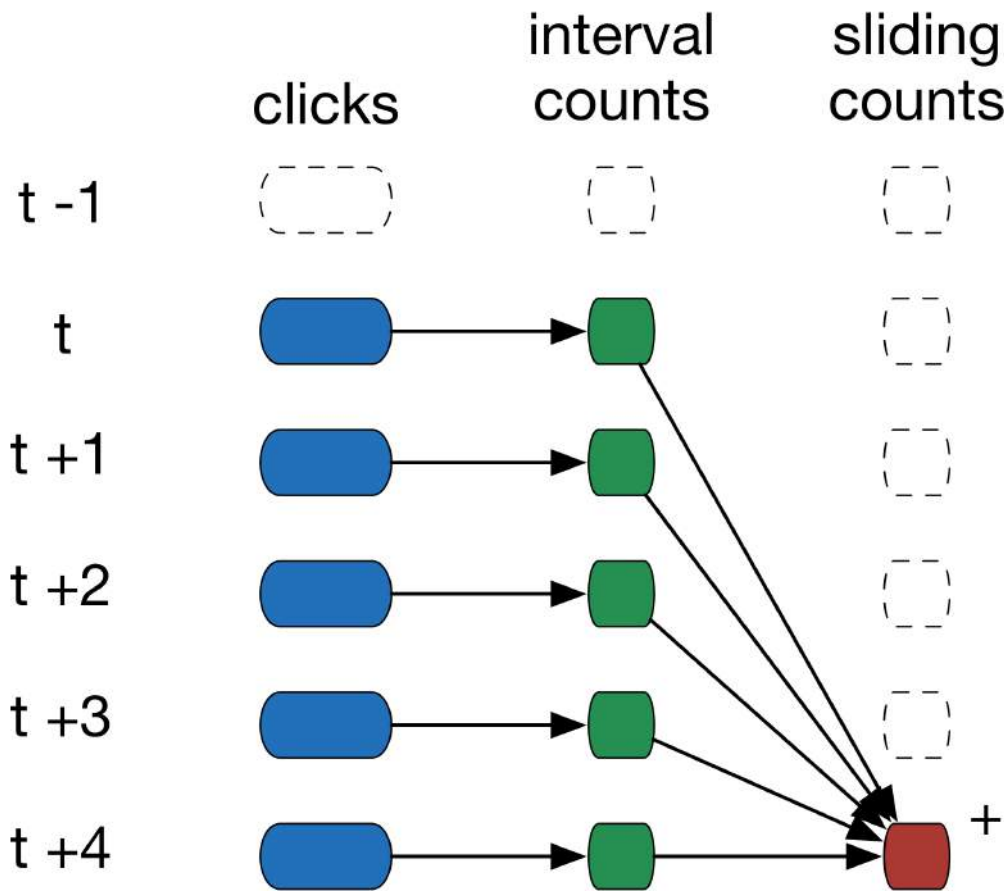 interval
sliding
clicks
counts
counts
t -1
t
t +1
t +2
t +3
t +4
+